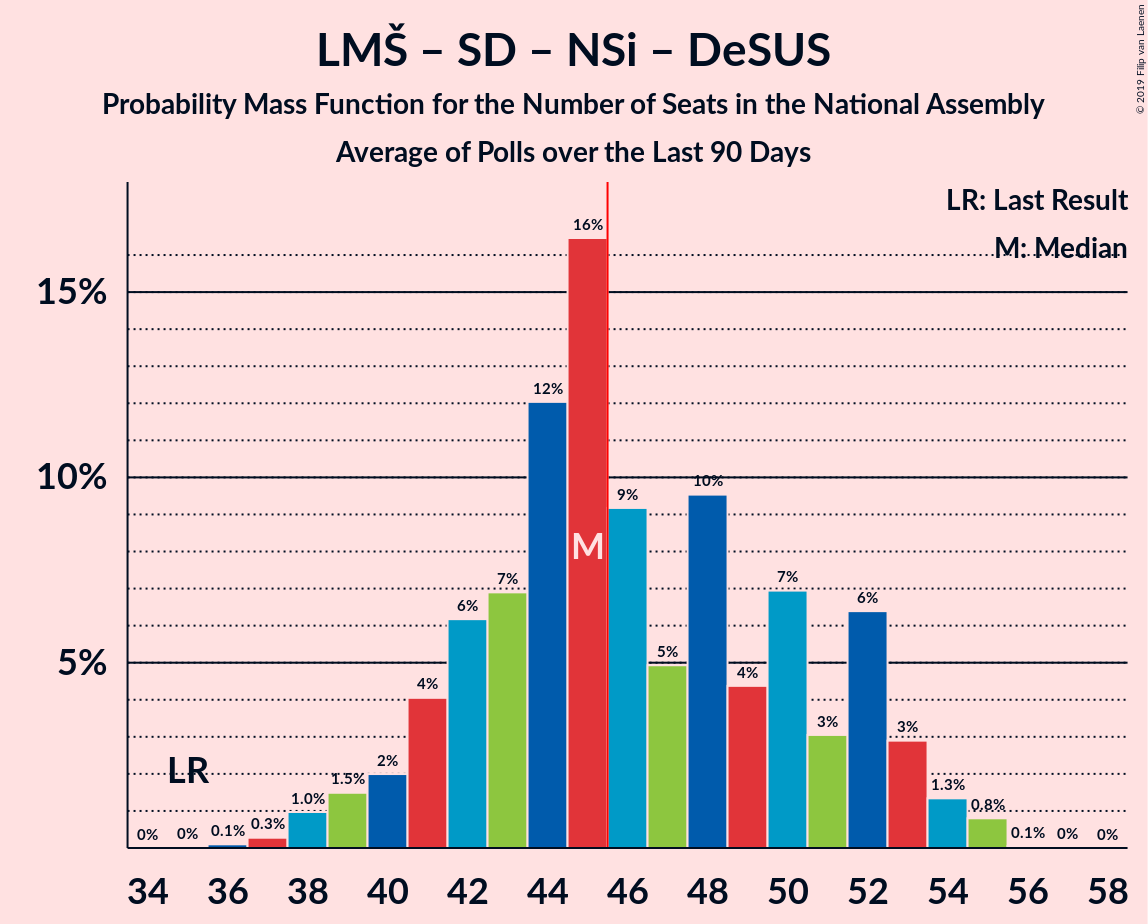 LMŠ – SD – NSi – DeSUS
Probability Mass Function for the Number of Seats in the National Assembly
Average of Polls over the Last 90 Days
© 2019 Filip van Laenen
LR: Last Result
M: Median
15%
10%
5%
0% 0% 0.1% 0.3% 1.0% 1.5% 2% 4% 6% 7% 12% 16% 9% 5% 10% 4% 7% 3% 6% 3% 1.3% 0.8% 0.1% 0% 0%
LR
M
34 36 38 40 42 44 46 48 50 52 54 56 58